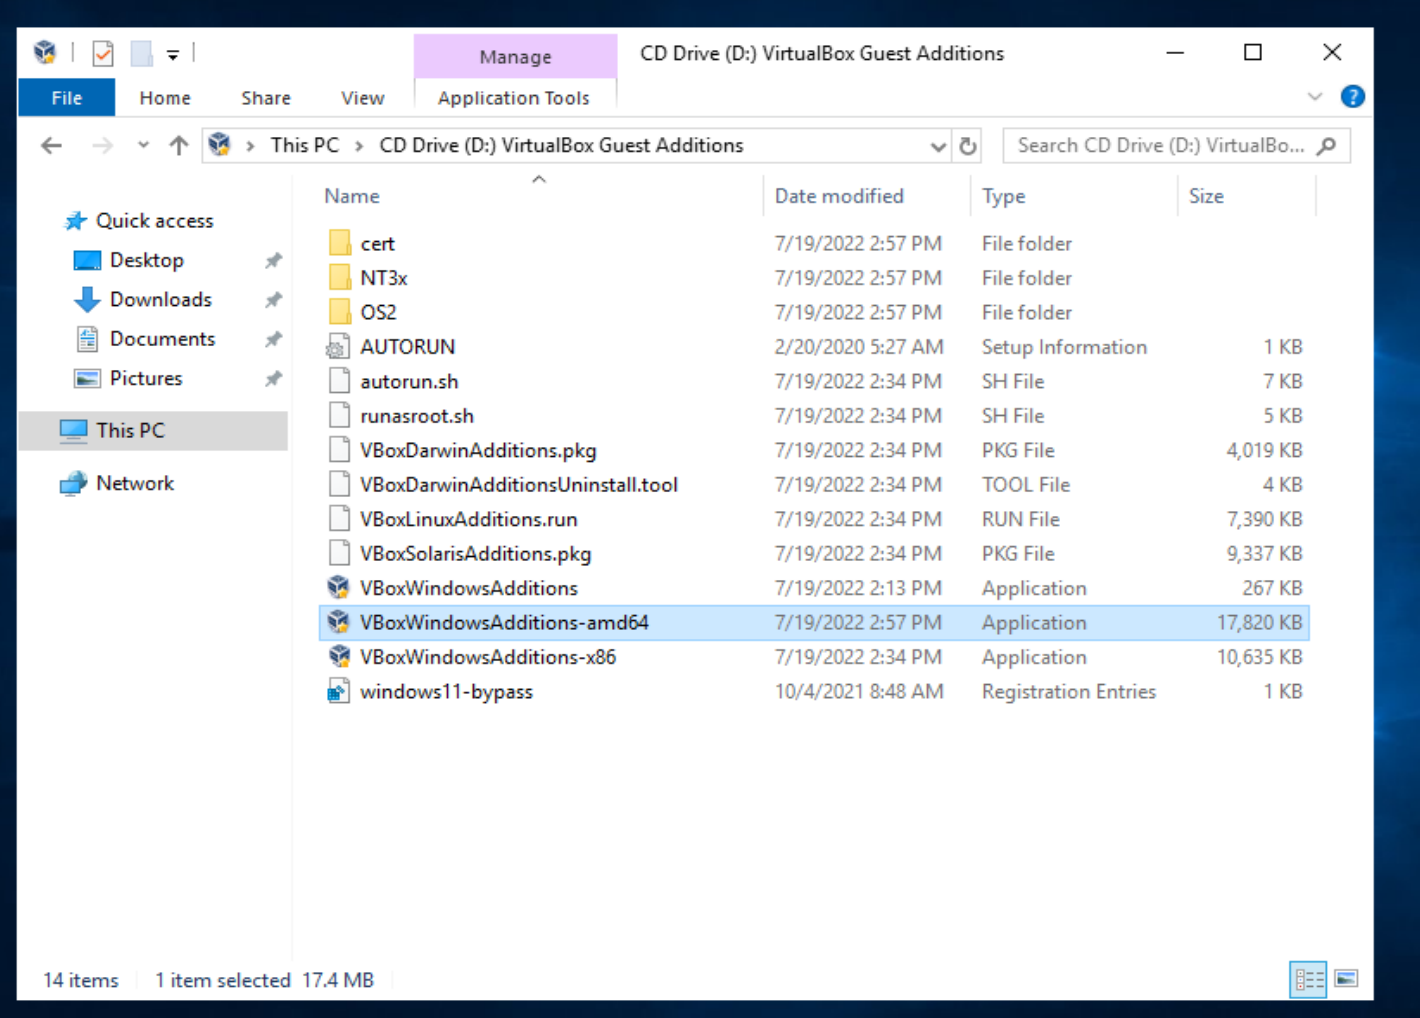 Manage
CD Drive (D:) VirtualBox Guest Additions
File Home Share View Application Tools
This PC > CD Drive (D:) VirtualBox Guest Additions
Search CD Drive (D:) VirtualBo...
Name Date modified Type Size
Quick access
Desktop
Downloads
Documents
Pictures
This PC
Network
cert 7/19/2022 2:57 PM File folder
NT3x 7/19/2022 2:57 PM File folder
OS2 7/19/2022 2:57 PM File folder
AUTORUN 2/20/2020 5:27 AM Setup Information 1 KB
autorun.sh 7/19/2022 2:34 PM SH File 7 KB
runasroot.sh 7/19/2022 2:34 PM SH File 5 KB
VBoxDarwinAdditions.pkg 7/19/2022 2:34 PM PKG File 4,019 KB
VBoxDarwinAdditionsUninstall.tool 7/19/2022 2:34 PM TOOL File 4 KB
VBoxLinuxAdditions.run 7/19/2022 2:34 PM RUN File 7,390 KB
VBoxSolarisAdditions.pkg 7/19/2022 2:34 PM PKG File 9,337 KB
VBoxWindowsAdditions 7/19/2022 2:13 PM Application 267 KB
VBoxWindowsAdditions-amd64 7/19/2022 2:57 PM Application 17,820 KB
VBoxWindowsAdditions-x86 7/19/2022 2:34 PM Application 10,635 KB
windows11-bypass 10/4/2021 8:48 AM Registration Entries 1 KB
14 items 1 item selected 17.4 MB